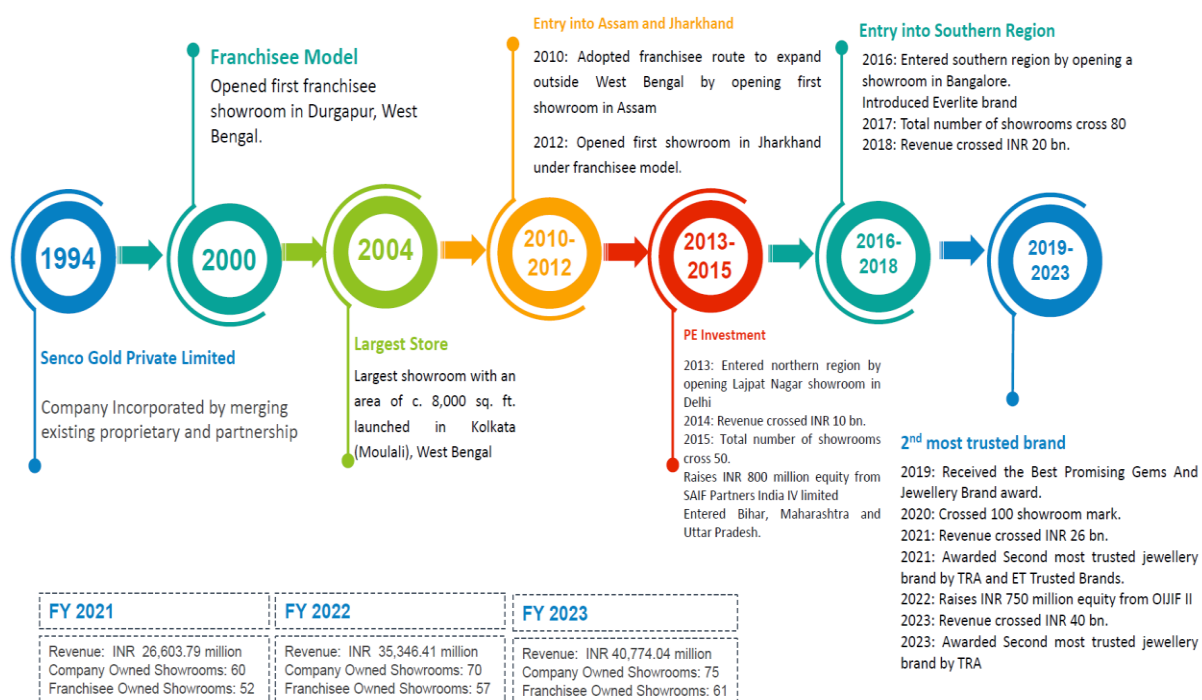 Franchisee Model
Opened first franchisee
showroom in Durgapur, West
Bengal.
Entry into Assam and Jharkhand
2010: Adopted franchisee route to expand
outside West Bengal by opening first
showroom in Assam
2012: Opened first showroom in Jharkhand
under franchisee model.
Entry into Southern Region
2016: Entered southern region by opening a
showroom in Bangalore.
Introduced Everlite brand
2017: Total number of showrooms cross 80
2018: Revenue crossed INR 20 bn.
1994
2000
2004
2010-
2012
2013-
2015
2016-
2018
2019-
2023
Senco Gold Private Limited
Company Incorporated by merging
existing proprietary and partnership
Largest Store
Largest showroom with an
area of c. 8,000 sq. ft.
launched in Kolkata
(Moulali), West Bengal
PE Investment
2013: Entered northern region by
opening Lajpat Nagar showroom in
Delhi
2014: Revenue crossed INR 10 bn.
2015: Total number of showrooms
cross 50.
Raises INR 800 million equity from
SAIF Partners India IV limited
Entered Bihar, Maharashtra and
Uttar Pradesh.
2nd most trusted brand
2019: Received the Best Promising Gems And
Jewellery Brand award.
2020: Crossed 100 showroom mark.
2021: Revenue crossed INR 26 bn.
2021: Awarded Second most trusted jewellery
brand by TRA and ET Trusted Brands.
2022: Raises INR 750 million equity from OIJIF II
2023: Revenue crossed INR 40 bn.
2023: Awarded Second most trusted jewellery
brand by TRA
FY 2021
Revenue: INR 26,603.79 million
Company Owned Showrooms: 60
Franchisee Owned Showrooms: 52
FY 2022
Revenue: INR 35,346.41 million
Company Owned Showrooms: 70
Franchisee Owned Showrooms: 57
FY 2023
Revenue: INR 40,774.04 million
Company Owned Showrooms: 75
Franchisee Owned Showrooms: 61